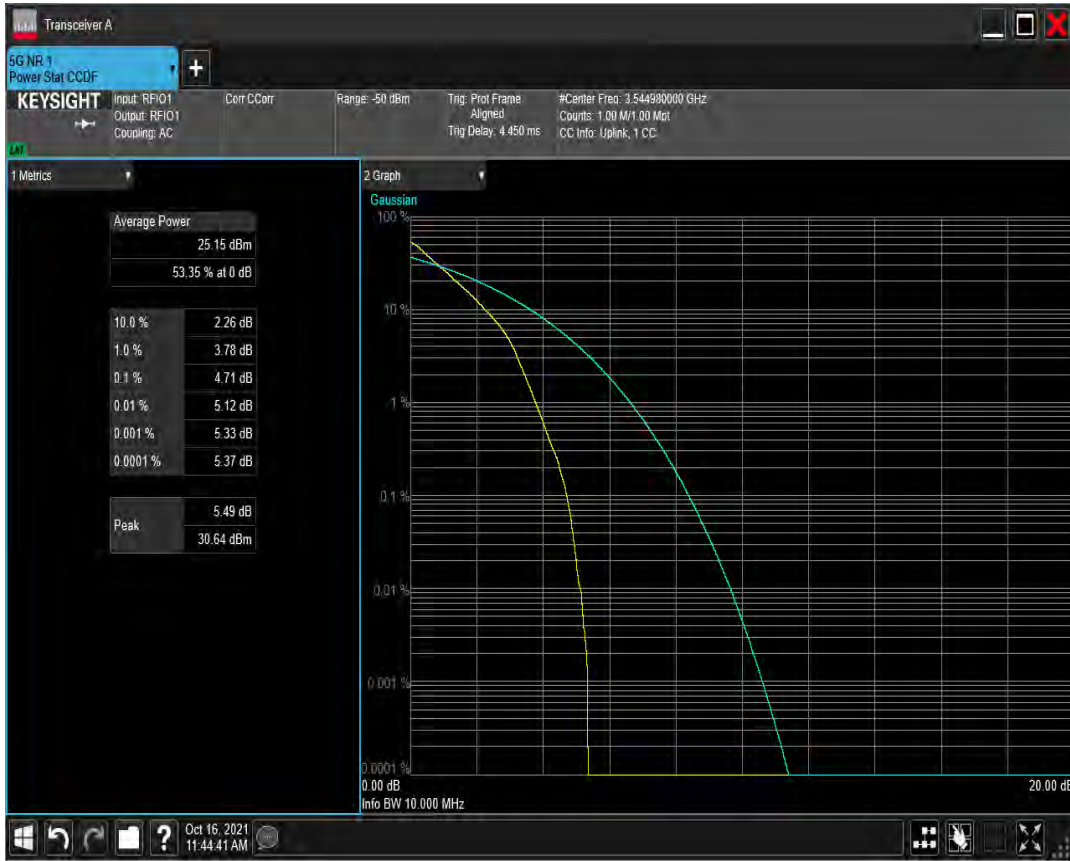 Transceiver A
5G NR 1
Power Stat CCDF
+
KEYSIGHT
Input: RFIO1
Output: RFIO1
Coupling: AC
Corr CCorr
Range: -50 dBm
Trig: Prot Frame
Aligned
Trig Delay: 4.450 ms
#Center Freq: 3.544980000 GHz
Counts: 1.00 M/1.00 Mpt
CC Info: Uplink, 1 CC
LXI
1 Metrics
Average Power
25.15 dBm
53.35 % at 0 dB
10.0 % 2.26 dB
1.0 % 3.78 dB
0.1 % 4.71 dB
0.01 % 5.12 dB
0.001 % 5.33 dB
0.0001 % 5.37 dB
Peak
5.49 dB
30.64 dBm
2 Graph
Gaussian
100 %
10 %
1 %
0.1 %
0.01 %
0.001 %
0.0001 %
0.00 dB
20.00 dB
Info BW 10.000 MHz
?
Oct 16, 2021
11:44:41 AM